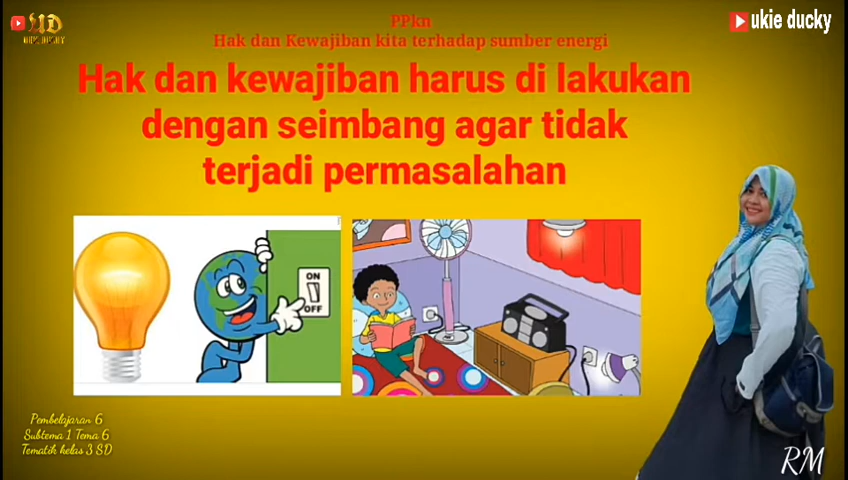 PPkn
Hak dan Kewajiban kita terhadap sumber energi
Hak dan kewajiban harus di lakukan
dengan seimbang agar tidak
terjadi permasalahan
ukie ducky
UD
ON
OFF
Pembelajaran 6
Subtema 1 Tema 6
Tematik kelas 3 SD
RM